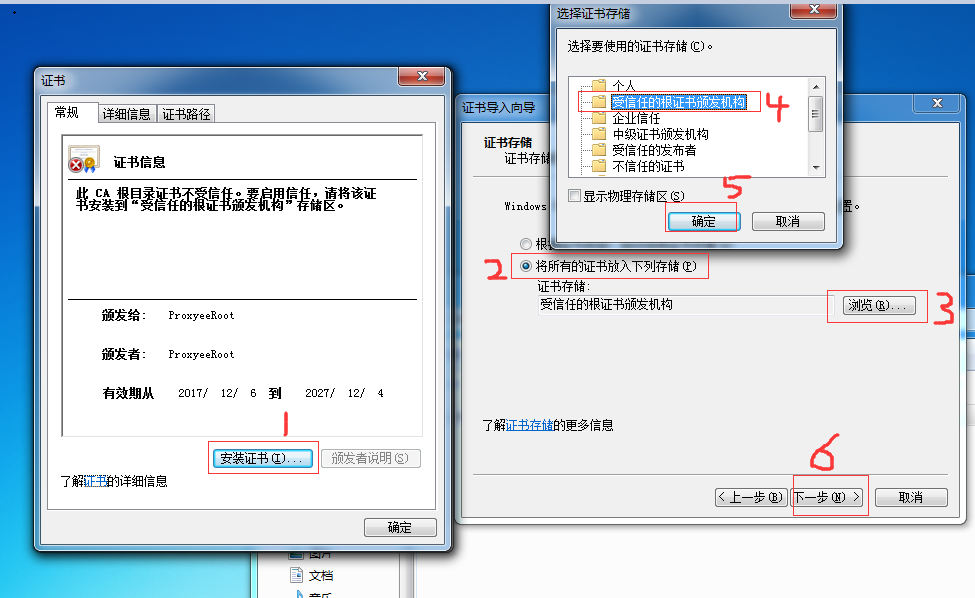 证书
常规
详细信息
证书路径
证书信息
此 CA 根目录证书不受信任。要启用信任，请将该证
书安装到“受信任的根证书颁发机构”存储区。
颁发给: ProxyeeRoot
颁发者: ProxyeeRoot
有效期从 2017/ 12/ 6 到 2027/ 12/ 4
1
安装证书(I)...
颁发者说明(S)
了解证书的详细信息
确定
选择证书存储
选择要使用的证书存储(C)。
个人
受信任的根证书颁发机构
4
企业信任
中级证书颁发机构
受信任的发布者
不信任的证书
显示物理存储区(S)
5
确定
取消
证书导入向导
证书存储
证书存储
Windows
置。
根
2
将所有的证书放入下列存储(P)
证书存储:
受信任的根证书颁发机构
浏览(R)...
3
了解证书存储的更多信息
6
< 上一步(B)
下一步(N) >
取消
图片
文档
音乐